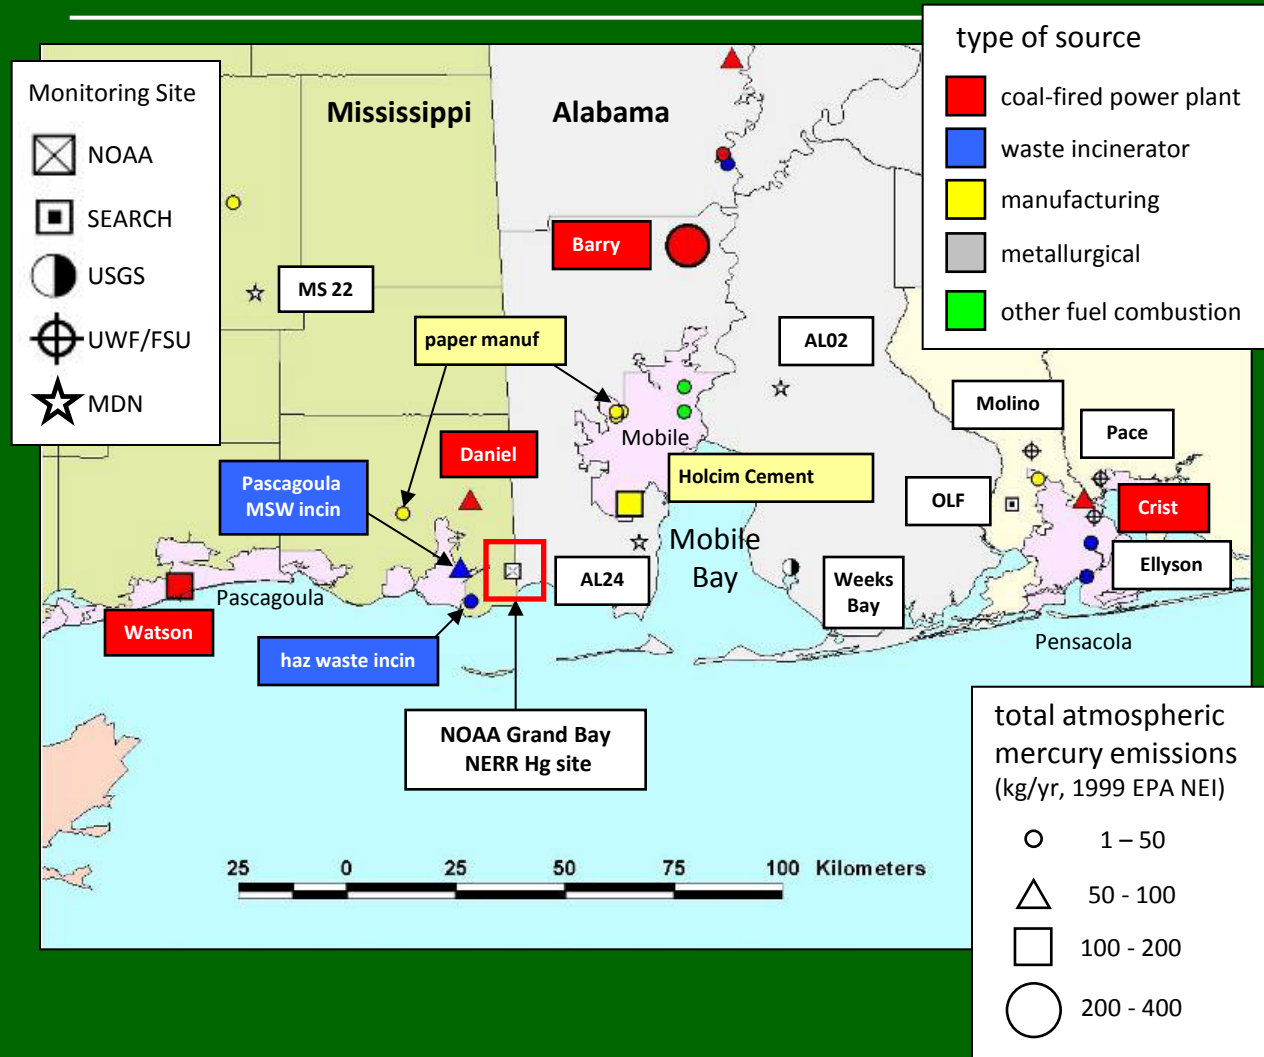 type of source
coal-fired power plant
waste incinerator
manufacturing
metallurgical
other fuel combustion
Monitoring Site
NOAA
SEARCH
USGS
UWF/FSU
MDN
Mississippi
Alabama
Barry
MS 22
paper manuf
AL02
Molino
Pace
Mobile
Daniel
Holcim Cement
Pascagoula
MSW incin
OLF
Crist
Mobile
Bay
Ellyson
AL24
Weeks
Bay
Pascagoula
Watson
haz waste incin
Pensacola
NOAA Grand Bay
NERR Hg site
total atmospheric
mercury emissions
(kg/yr, 1999 EPA NEI)
1 – 50
50 - 100
100 - 200
200 - 400
25 0 25 50 75 100 Kilometers